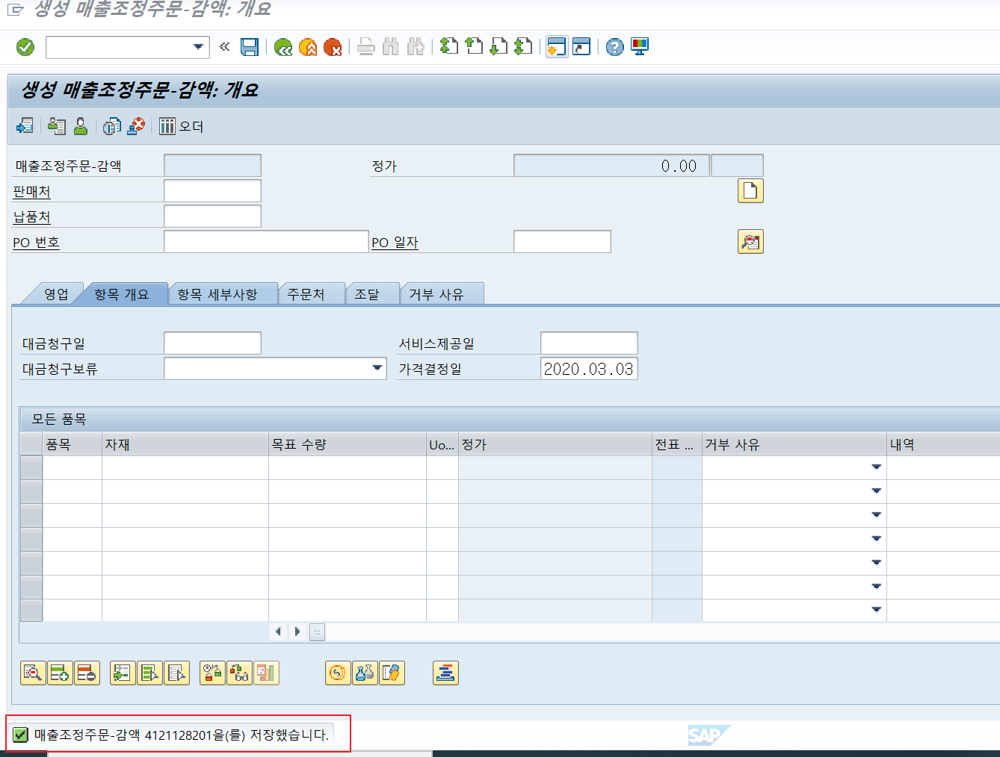 생성 매출조정주문-감액: 개요
생성 매출조정주문-감액: 개요
오더
매출조정주문-감액 정가 0.00
판매처
납품처
PO 번호 PO 일자
영업 항목 개요 항목 세부사항 주문처 조달 거부 사유
대금청구일 서비스제공일
대금청구보류 가격결정일 2020.03.03
모든 품목
품목 자재 목표 수량 Uo... 정가 전표 ... 거부 사유 내역
매출조정주문-감액 4121128201을(를) 저장했습니다.
SAP